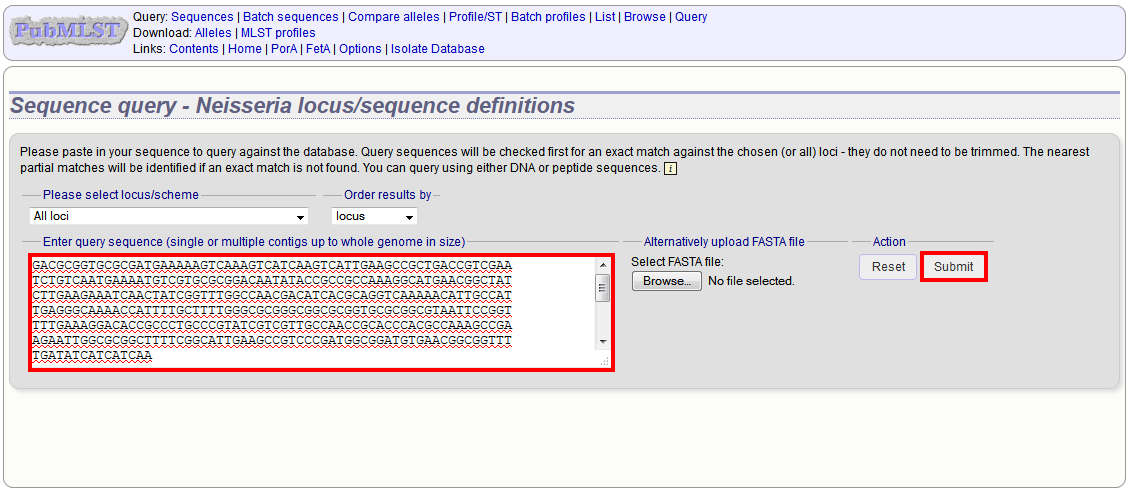 PubMLST
Query: Sequences | Batch sequences | Compare alleles | Profile/ST | Batch profiles | List | Browse | Query
Download: Alleles | MLST profiles
Links: Contents | Home | PorA | FetA | Options | Isolate Database
Sequence query - Neisseria locus/sequence definitions
Please paste in your sequence to query against the database. Query sequences will be checked first for an exact match against the chosen (or all) loci - they do not need to be trimmed. The nearest
partial matches will be identified if an exact match is not found. You can query using either DNA or peptide sequences. i
Please select locus/scheme
Order results by
All loci
locus
Enter query sequence (single or multiple contigs up to whole genome in size)
Alternatively upload FASTA file
Action
GACGCGGTGCGCGATGAAAAAGTCAAAGTCATCAAGTCATTGAAGCCGCTGACCGTCGAA
TCTGTCAATGAAAATGTCGTGCGCGGACAATATACCGCCGCCAAAGGCATGAACGGCTAT
CTTGAAGAAATCAACTATCGGTTTGGCCAACGACATCACGCAGGTCAAAAACATTGCCAT
TGAGGGCAAAACCATTTTGCTTTTGGGCGCGGGCGGCGCGGTGCGCGGCGTAATTCCGGT
TTTGAAAGGACACCGCCCTGCCCGTATCGTCGTTGCCAACCGCACCCACGCCAAAGCCGA
AGAATTGGCGCGGCTTTTCGGCATTGAAGCCGTCCCGATGGCGGATGTGAACGGCGGTTT
TGATATCATCATCAA
Select FASTA file:
Browse... No file selected.
Reset
Submit